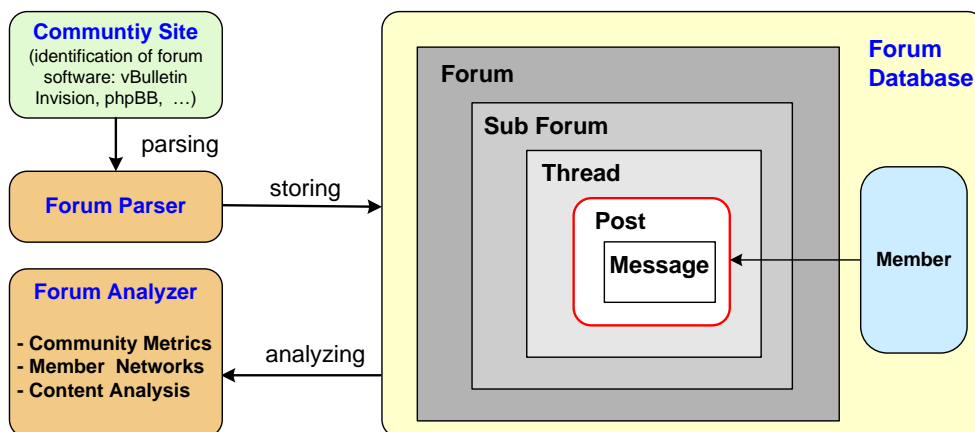 Communtiy Site
(identification of forum
software: vBulletin
Invision, phpBB, …)
parsing
Forum Parser
storing
Forum Analyzer
- Community Metrics
- Member Networks
- Content Analysis
analyzing
Forum
Database
Forum
Sub Forum
Thread
Post
Message
Member